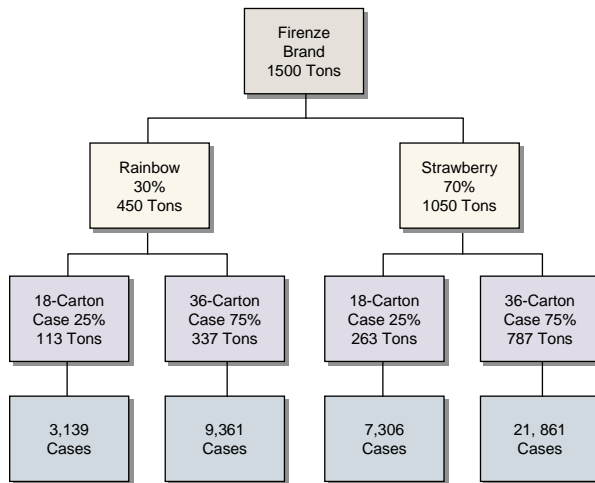 Firenze
Brand
1500 Tons
Rainbow
30%
450 Tons
Strawberry
70%
1050 Tons
18-Carton
Case 25%
113 Tons
36-Carton
Case 75%
337 Tons
18-Carton
Case 25%
263 Tons
36-Carton
Case 75%
787 Tons
3,139
Cases
9,361
Cases
7,306
Cases
21, 861
Cases